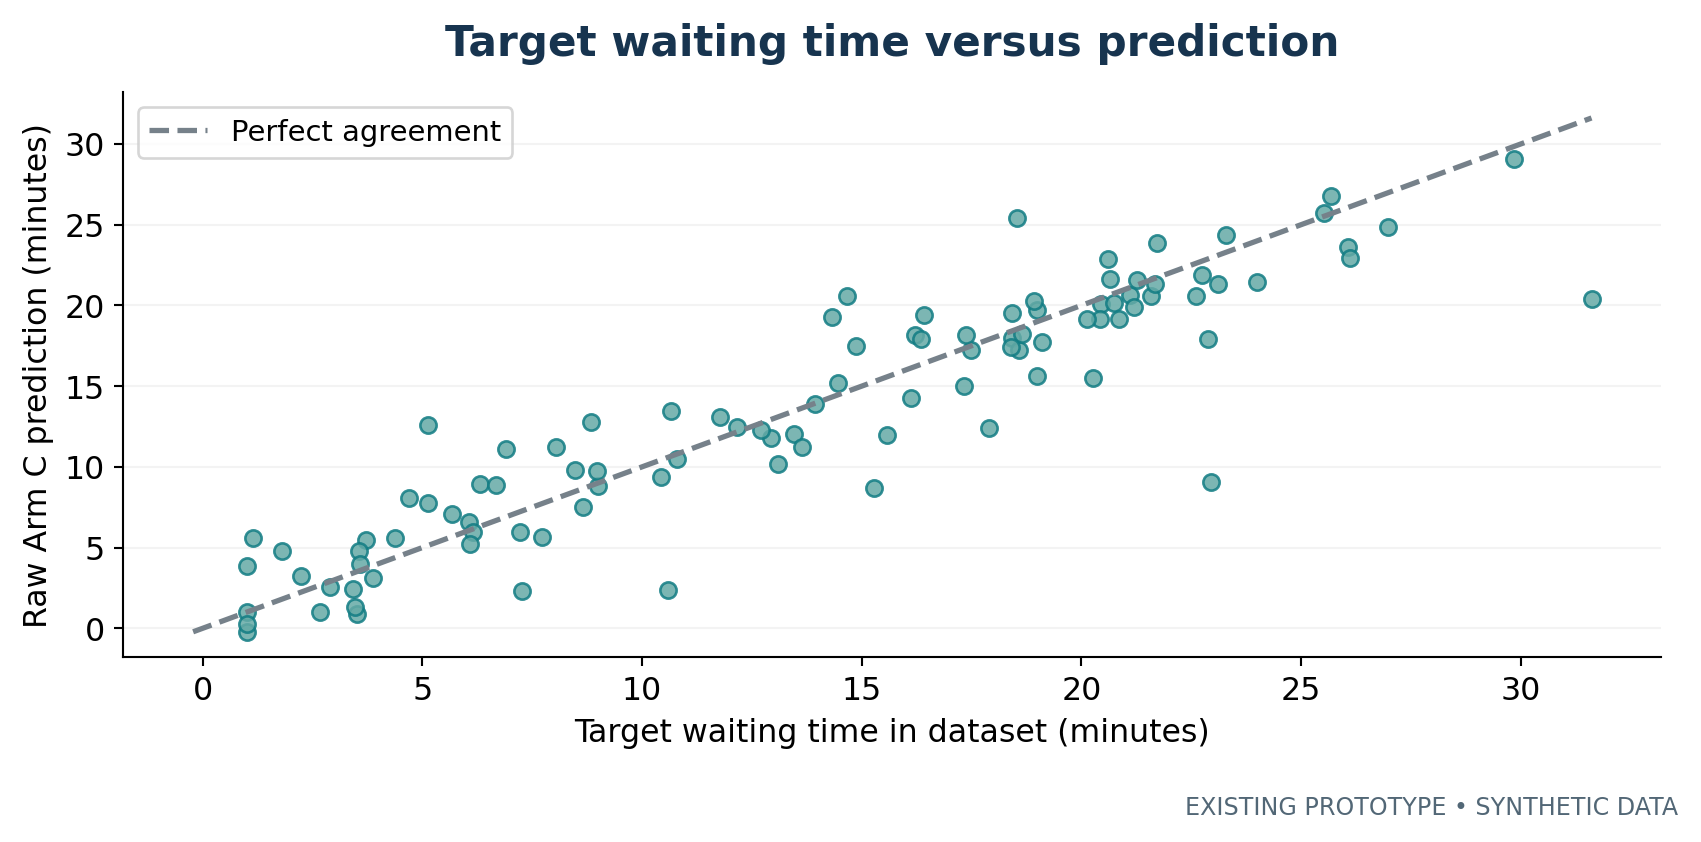 Target waiting time versus prediction
Perfect agreement
Raw Arm C prediction (minutes)
30
25
20
15
10
5
0
0 5 10 15 20 25 30
Target waiting time in dataset (minutes)
EXISTING PROTOTYPE • SYNTHETIC DATA